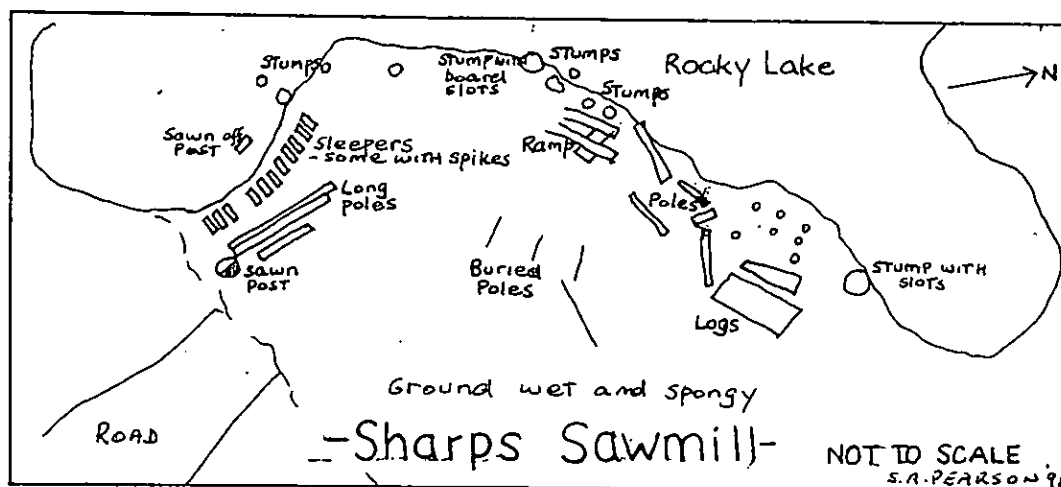 Stumps
Stump with
board
slots
Stumps
Stumps
Rocky Lake
N
Sawn off
Post
Sleepers
- some with spikes
Ramp
Long
poles
Poles
Sawn
Post
Buried
Poles
Stump with
slots
Logs
Ground wet and spongy
Road
-Sharps Sawmill-
NOT TO SCALE
S.R. PEARSON